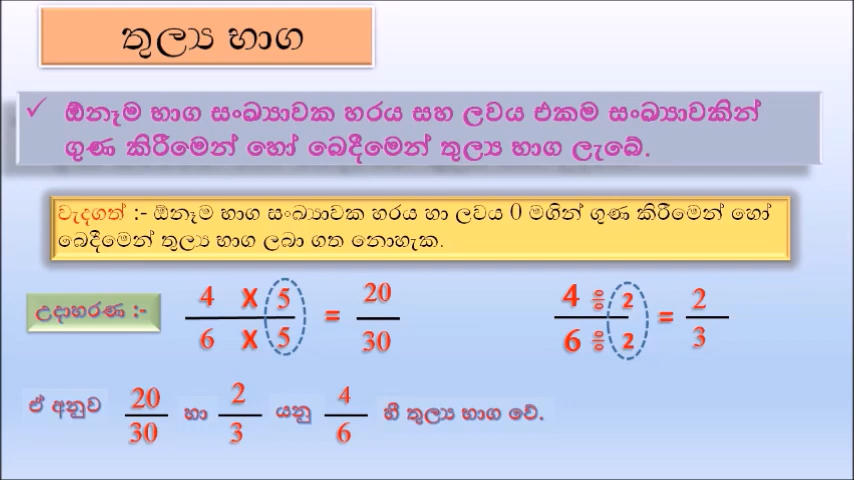 තුල්‍ය භාග
✓ ඕනෑම භාග සංඛ්‍යාවක හරය සහ ලවය එකම සංඛ්‍යාවකින්
ගුණ කිරීමෙන් හෝ බෙදීමෙන් තුල්‍ය භාග ලැබේ.
වැදගත් :- ඕනෑම භාග සංඛ්‍යාවක හරය හා ලවය 0 මගින් ගුණ කිරීමෙන් හෝ
බෙදීමෙන් තුල්‍ය භාග ලබා ගත නොහැක.
උදාහරණ :- 4 X 5 / 6 X 5 = 20/30 4 ÷ 2 / 6 ÷ 2 = 2/3
ඒ අනුව 20/30 හා 2/3 යනු 4/6 හී තුල්‍ය භාග වේ.